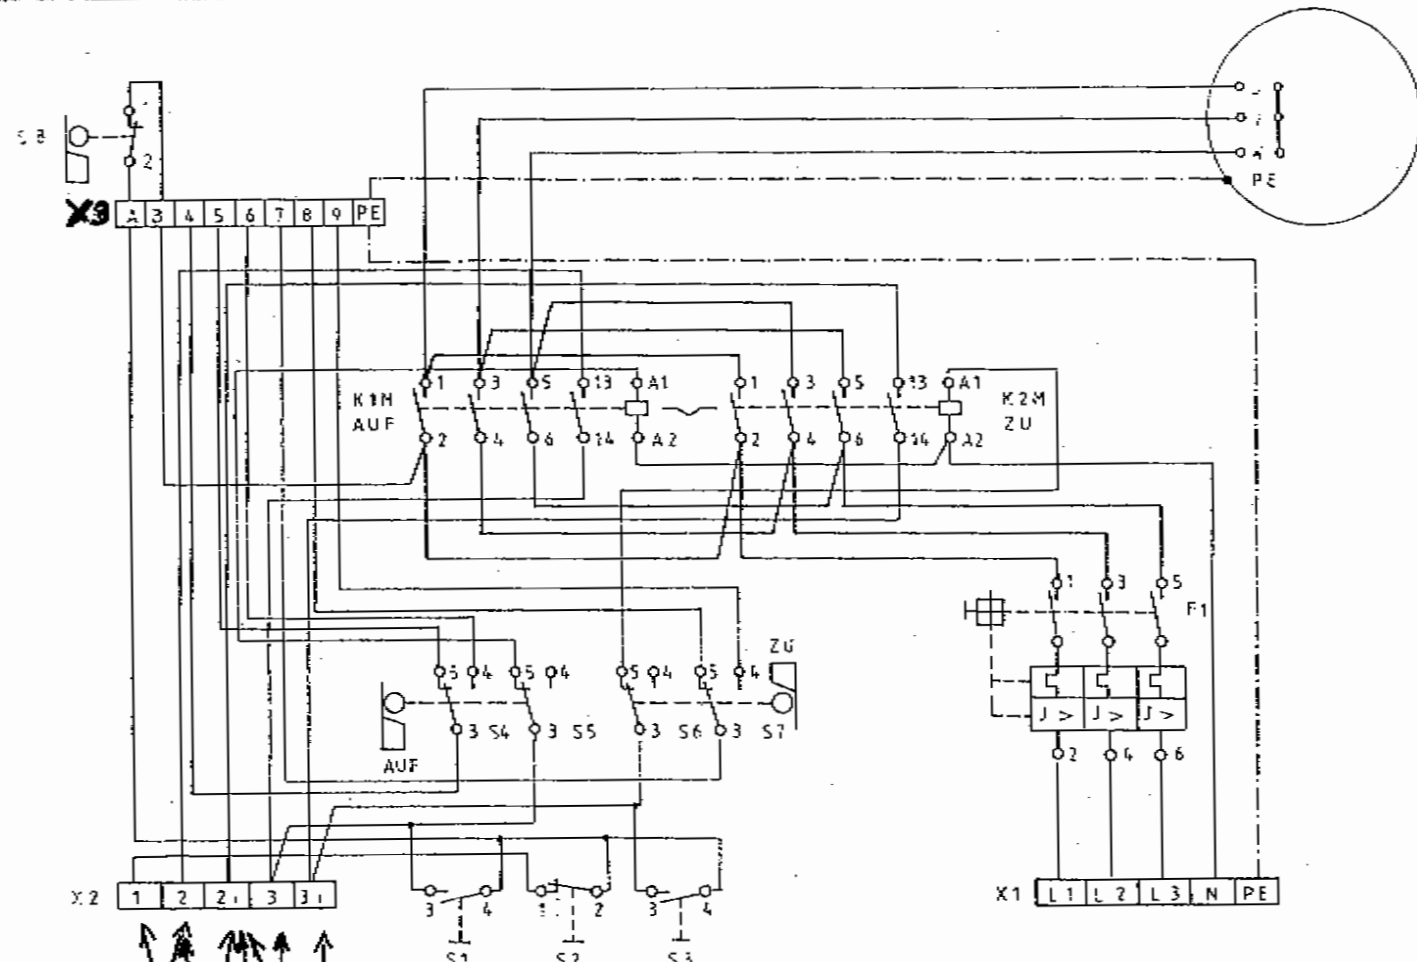 1
2
PE
X3 A 3 4 5 6 7 8 9 PE
K1M
AUF
1 3 5 13 A1
2 4 6 14 A2
1 3 5 13 A1
2 4 6 14 A2
K2M
ZU
1 3 5
F1
ZU
5 4 5 4 5 4 5 4
3 S4 3 S5 3 S6 3 S7
AUF
2 4 6
X2 1 2 2 3 3
X1 L1 L2 L3 N PE
3 4 1 2 3 4
S1 S2 S3